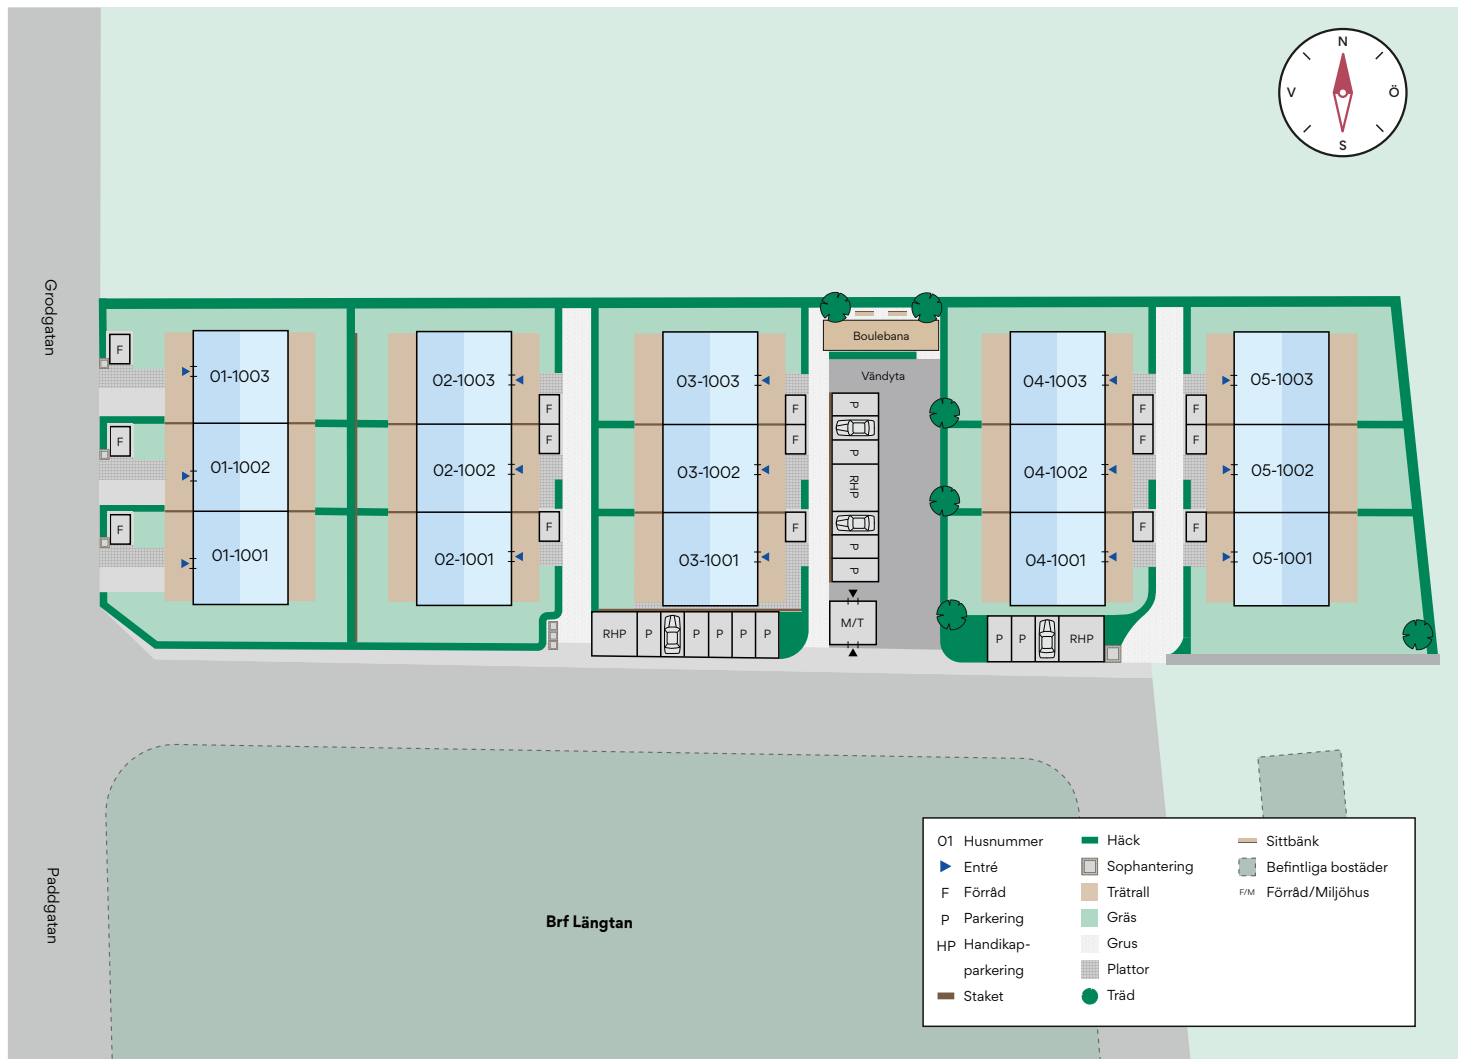 N
V
Ö
S
Grodgatan
Boulebana
Vändyta
F
01-1003
02-1003
03-1003
04-1003
05-1003
F
F
F
F
P
F
F
F
F
F
P
01-1002
02-1002
03-1002
04-1002
05-1002
RHP
F
01-1001
F
02-1001
F
03-1001
F
04-1001
F
05-1001
P
P
RHP
P
P
P
P
P
M/T
P
P
RHP
Paddgatan
Brf Längtan
01 Husnummer
Entré
F Förråd
P Parkering
HP Handikap-
parkering
Staket
Häck
Sophantering
Trätrall
Gräs
Grus
Plattor
Träd
Sittbänk
Befintliga bostäder
F/M Förråd/Miljöhus